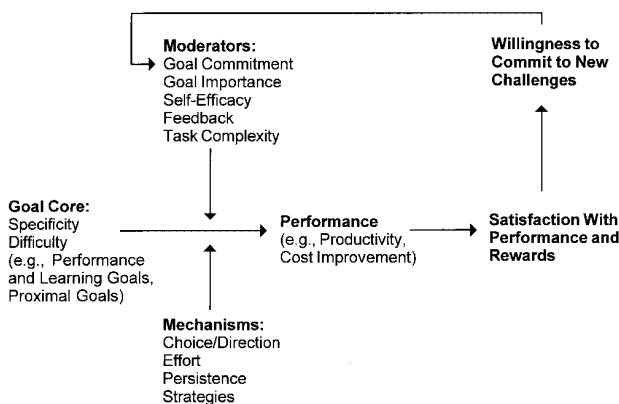 Moderators:
Goal Commitment
Goal Importance
Self-Efficacy
Feedback
Task Complexity
Willingness to
Commit to New
Challenges
Goal Core:
Specificity
Difficulty
(e.g., Performance
and Learning Goals,
Proximal Goals)
Performance
(e.g., Productivity,
Cost Improvement)
Satisfaction With
Performance and
Rewards
Mechanisms:
Choice/Direction
Effort
Persistence
Strategies